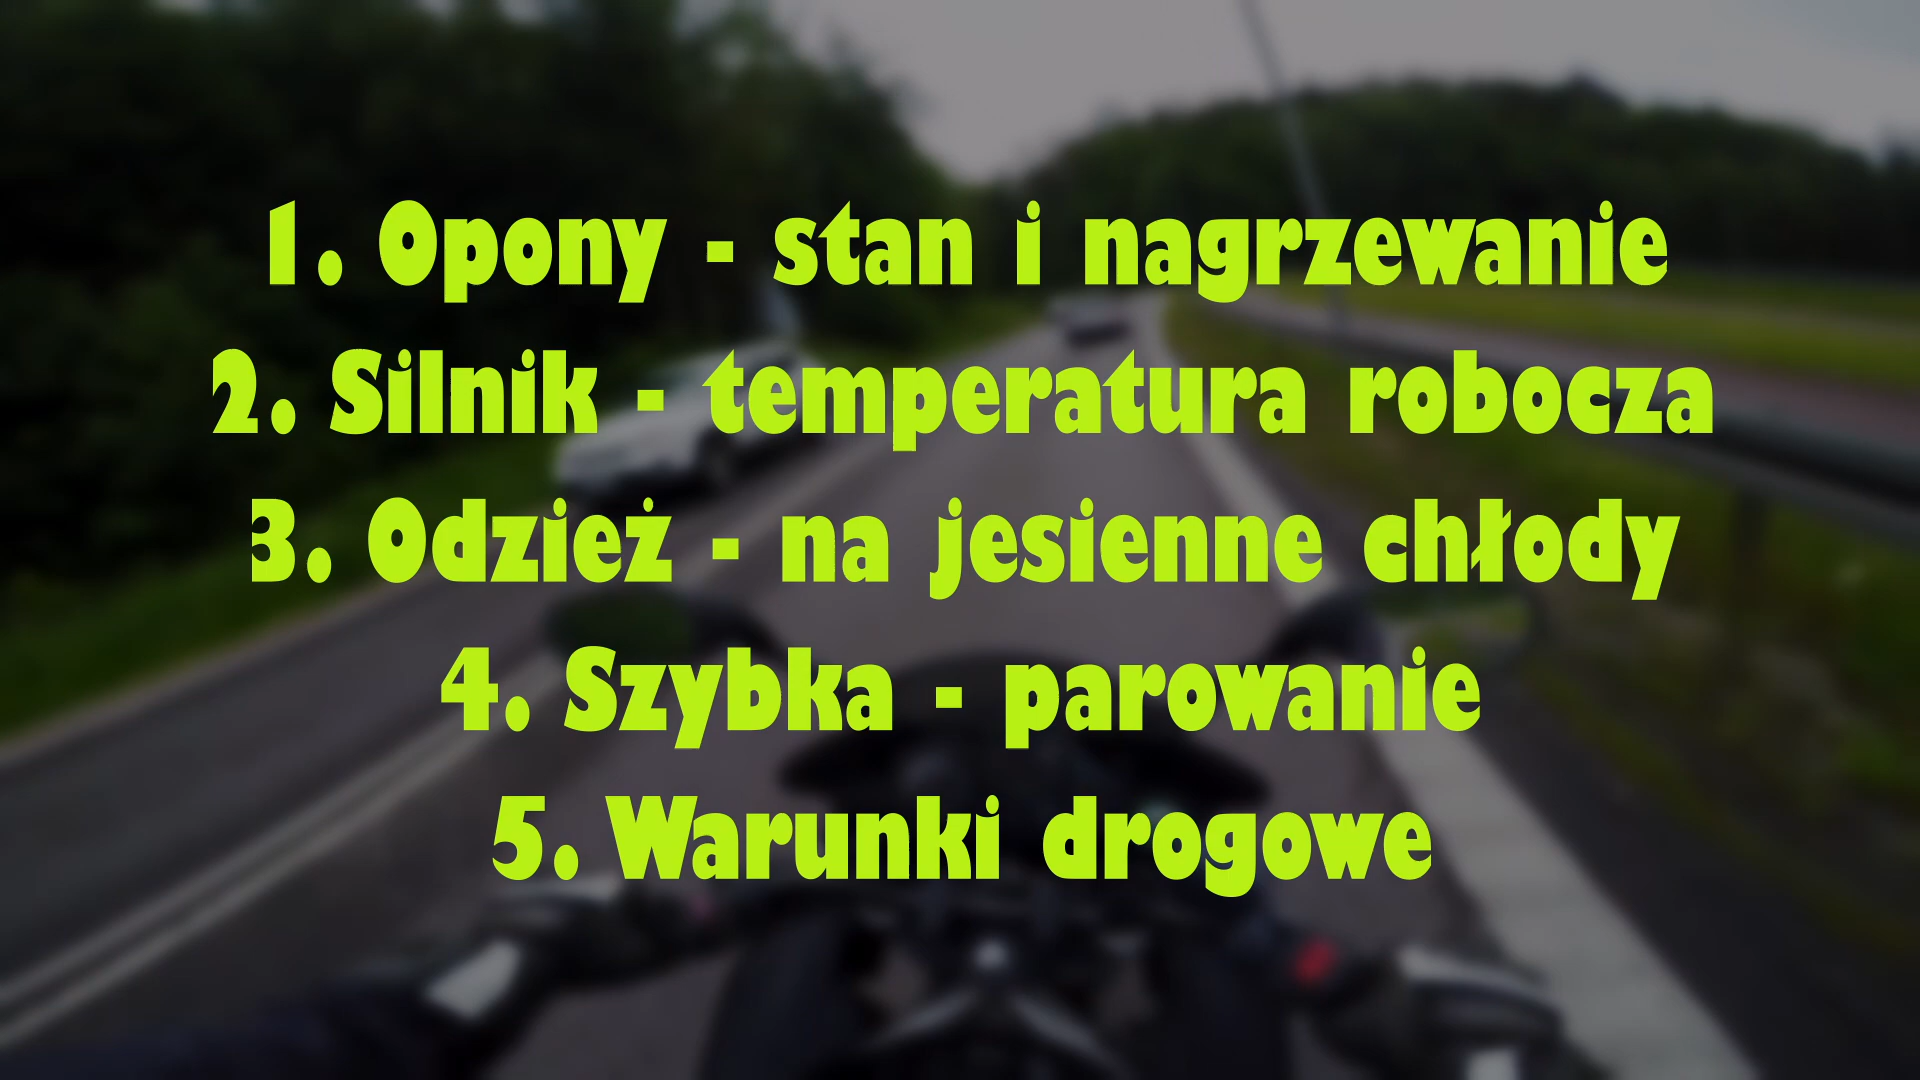 1. Opony - stan i nagrzewanie
2. Silnik - temperatura robocza
3. Odzież - na jesienne chłody
4. Szybka - parowanie
5. Warunki drogowe